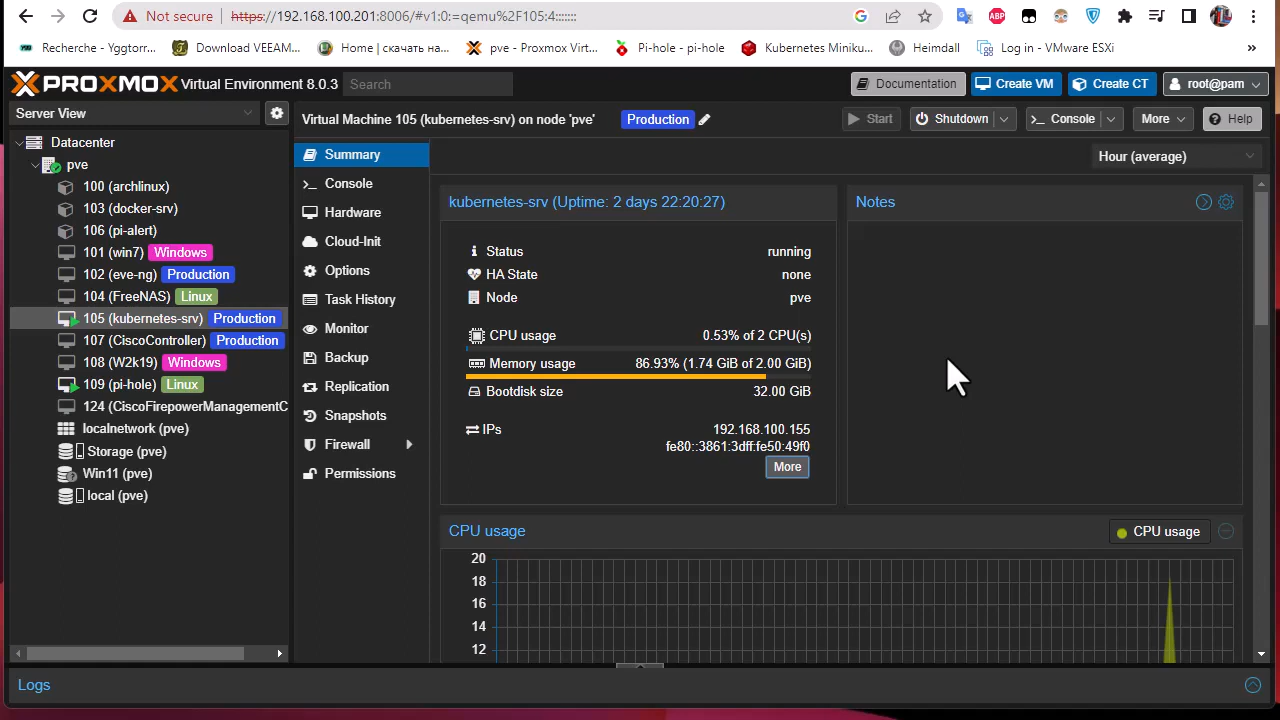 Not secure https://192.168.100.201:8006/#v1:0:=qemu%2F105:4:::::::
Recherche - Yggtorr... Download VEEAM... Home | скачать на... pve - Proxmox Virt... Pi-hole - pi-hole Kubernetes Miniku... Heimdall Log in - VMware ESXi »
PROXMOX Virtual Environment 8.0.3 Search Documentation Create VM Create CT root@pam
Server View
Virtual Machine 105 (kubernetes-srv) on node 'pve' Production Start Shutdown Console More Help
Datacenter
pve
100 (archlinux)
103 (docker-srv)
106 (pi-alert)
101 (win7) Windows
102 (eve-ng) Production
104 (FreeNAS) Linux
105 (kubernetes-srv) Production
107 (CiscoController) Production
108 (W2k19) Windows
109 (pi-hole) Linux
124 (CiscoFirepowerManagementC
localnetwork (pve)
Storage (pve)
Win11 (pve)
local (pve)
Summary
Console
Hardware
Cloud-Init
Options
Task History
Monitor
Backup
Replication
Snapshots
Firewall
Permissions
Hour (average)
kubernetes-srv (Uptime: 2 days 22:20:27)
Status running
HA State none
Node pve
CPU usage 0.53% of 2 CPU(s)
Memory usage 86.93% (1.74 GiB of 2.00 GiB)
Bootdisk size 32.00 GiB
IPs 192.168.100.155
fe80::3861:3dff:fe50:49f0
More
Notes
CPU usage
CPU usage
20
18
16
14
12
Logs